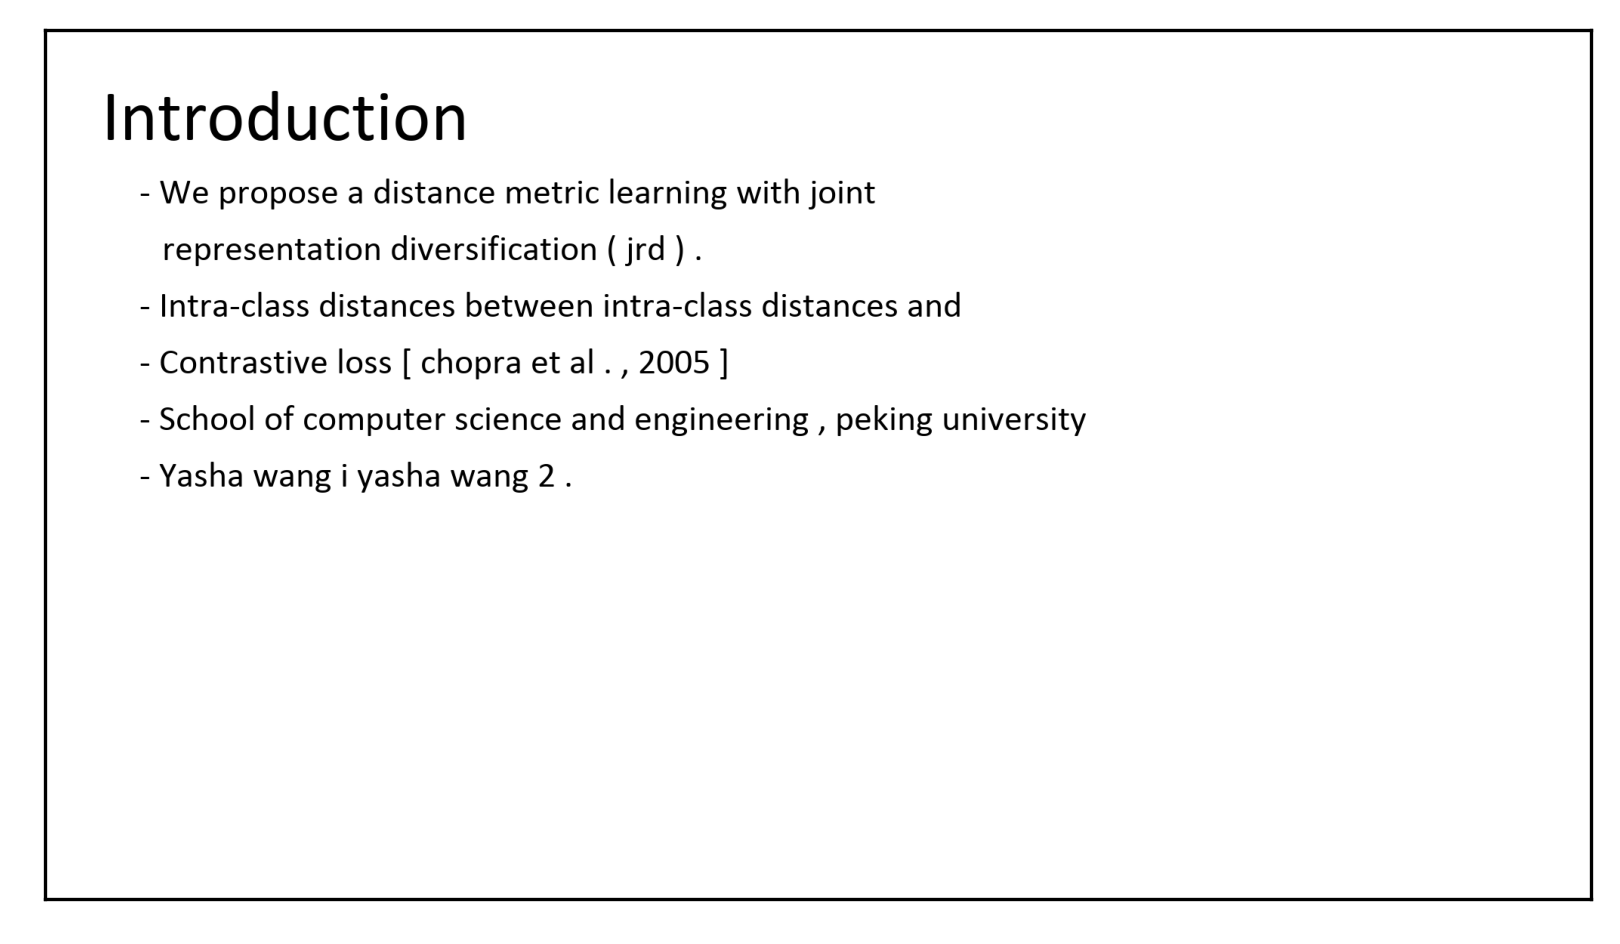 Introduction
- We propose a distance metric learning with joint
representation diversification ( jrd ) .
- Intra-class distances between intra-class distances and
- Contrastive loss [ chopra et al . , 2005 ]
- School of computer science and engineering , peking university
- Yasha wang i yasha wang 2 .